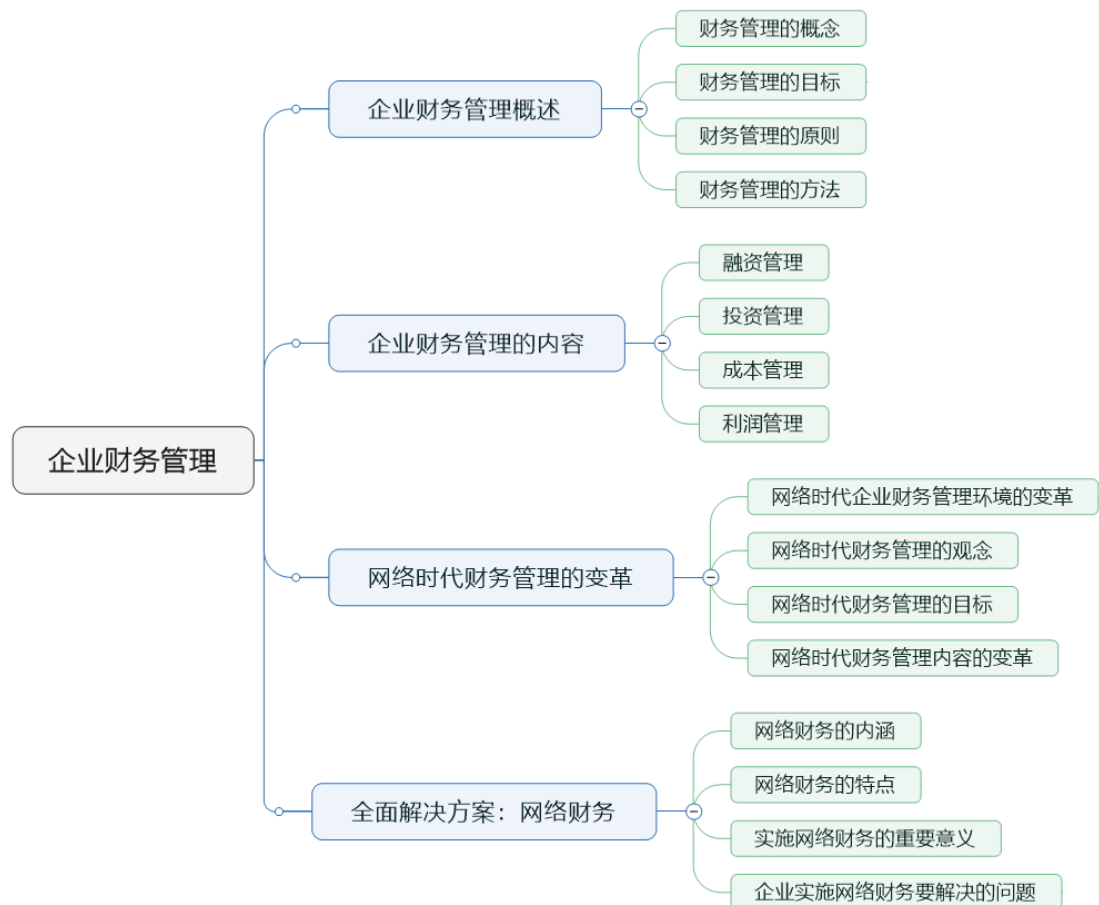 企业财务管理
企业财务管理概述
财务管理的概念
财务管理的目标
财务管理的原则
财务管理的方法
企业财务管理的内容
融资管理
投资管理
成本管理
利润管理
网络时代财务管理的变革
网络时代企业财务管理环境的变革
网络时代财务管理的观念
网络时代财务管理的目标
网络时代财务管理内容的变革
全面解决方案：网络财务
网络财务的内涵
网络财务的特点
实施网络财务的重要意义
企业实施网络财务要解决的问题